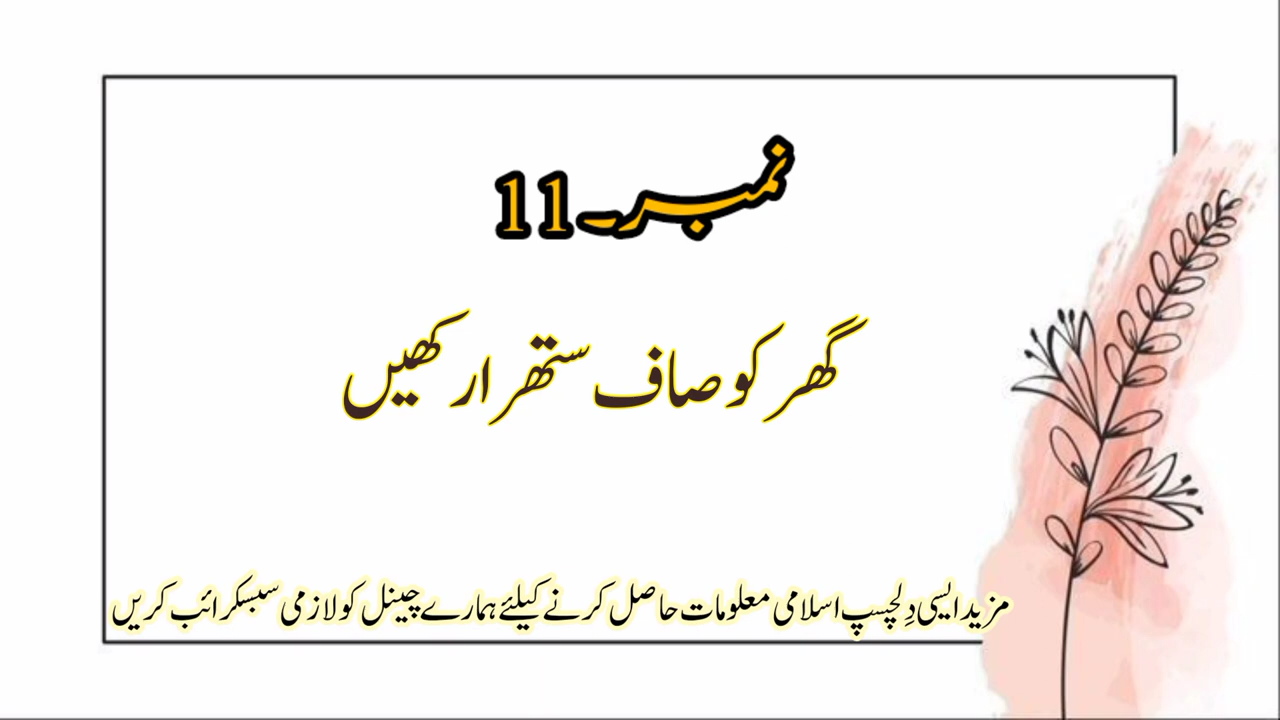 نمبر۔11
گھر کو صاف ستھرا رکھیں
مزید ایسی دِلچسپ اسلامی معلومات حاصل کرنے کیلئے ہمارے چینل کو لازمی سبسکرائب کریں